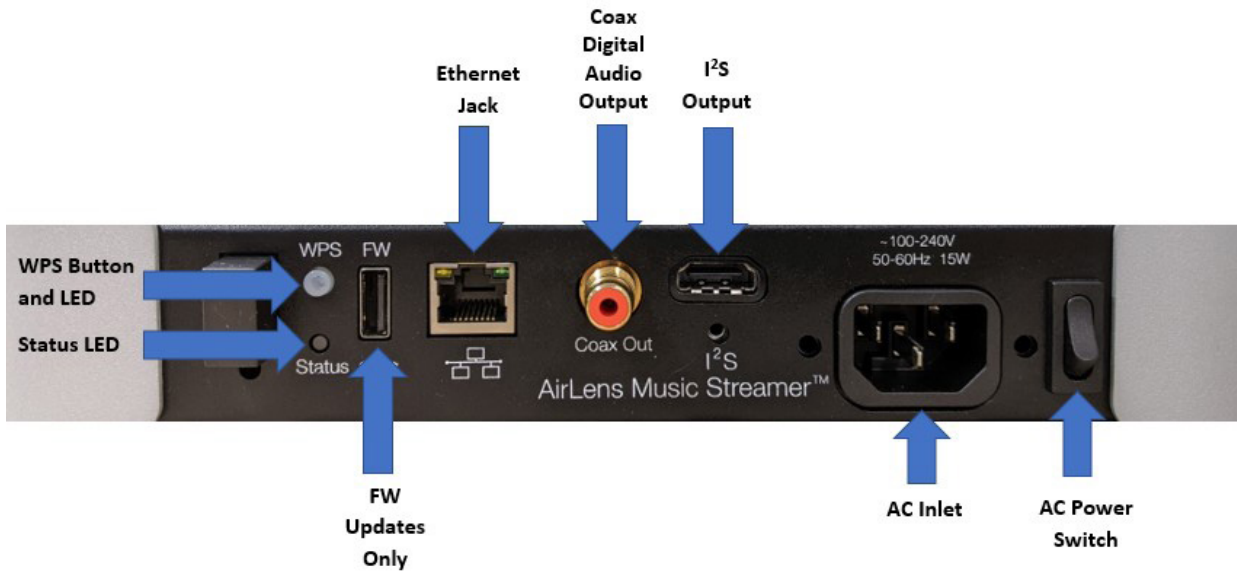 Coax
Digital
Audio
Output
Ethernet
Jack
I²S
Output
WPS Button
and LED
Status LED
WPS
FW
Status
Coax Out
I²S
AirLens Music Streamer™
~100-240V
50-60Hz 15W
FW
Updates
Only
AC Inlet
AC Power
Switch